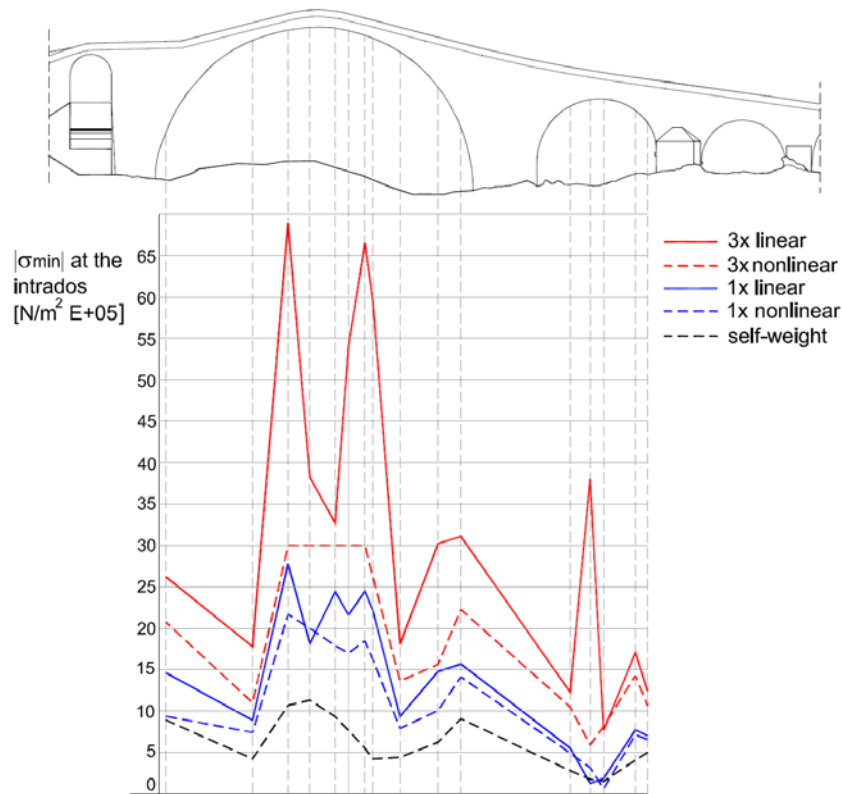 |σmin| at the
intrados
[N/m² E+05]
65
60
55
50
45
40
35
30
25
20
15
10
5
0
3x linear
3x nonlinear
1x linear
1x nonlinear
self-weight